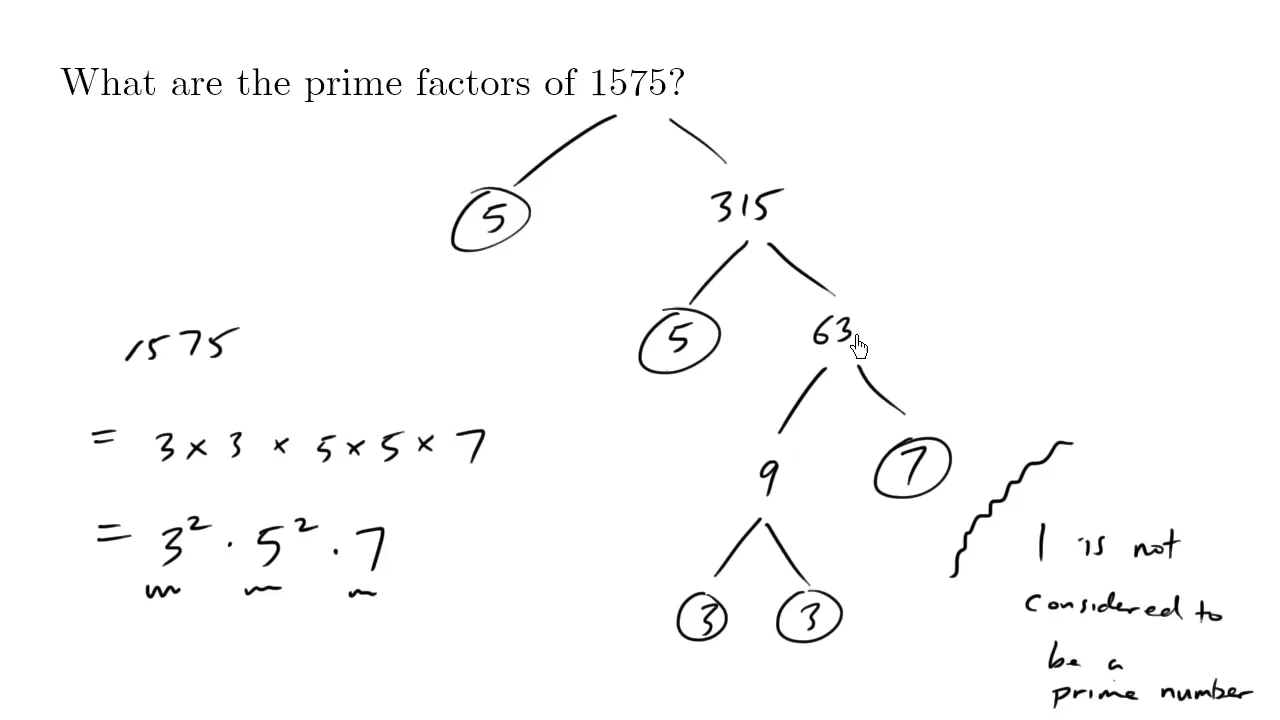 What are the prime factors of 1575?
5
315
5
63
9
7
3
3
1575
= 3 × 3 × 5 × 5 × 7
= 3² · 5² · 7
1 is not
considered to
be a
prime number